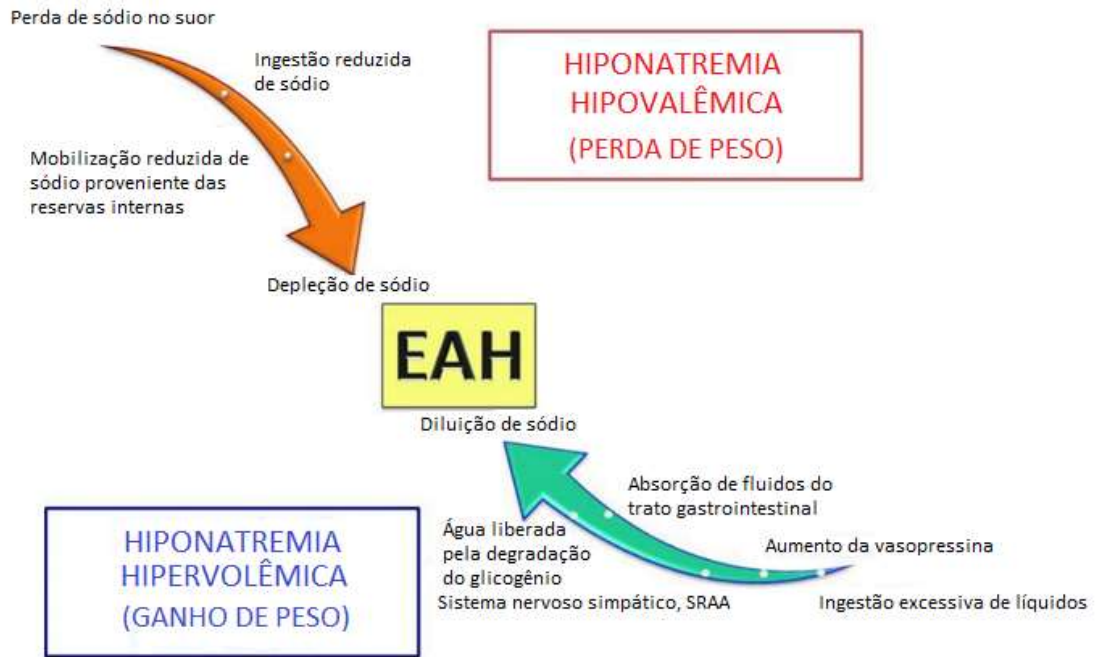 Perda de sódio no suor
Ingestão reduzida
de sódio
HIPONATREMIA
HIPOVALÊMICA
(PERDA DE PESO)
Mobilização reduzida de
sódio proveniente das
reservas internas
Depleção de sódio
EAH
Diluição de sódio
Absorção de fluidos do
trato gastrointestinal
Água liberada
pela degradação
do glicogênio
Aumento da vasopressina
Sistema nervoso simpático, SRAA
Ingestão excessiva de líquidos
HIPONATREMIA
HIPERVOLÊMICA
(GANHO DE PESO)